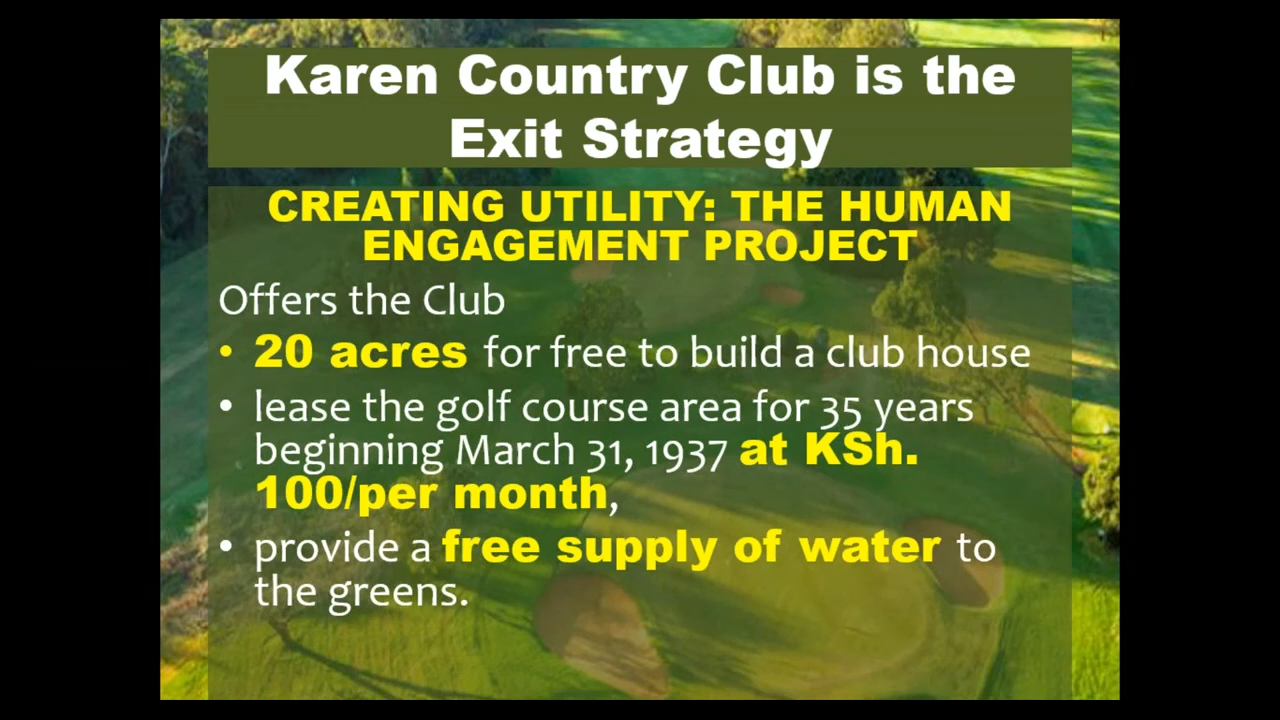 Karen Country Club is the
Exit Strategy
CREATING UTILITY: THE HUMAN
ENGAGEMENT PROJECT
Offers the Club
• 20 acres for free to build a club house
• lease the golf course area for 35 years
beginning March 31, 1937 at KSh.
100/per month,
• provide a free supply of water to
the greens.